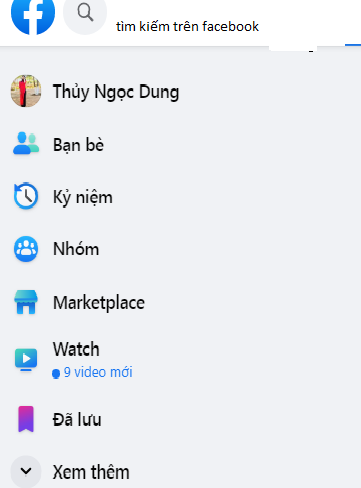 tìm kiếm trên facebook
Thủy Ngọc Dung
Bạn bè
Kỷ niệm
Nhóm
Marketplace
Watch
9 video mới
Đã lưu
Xem thêm